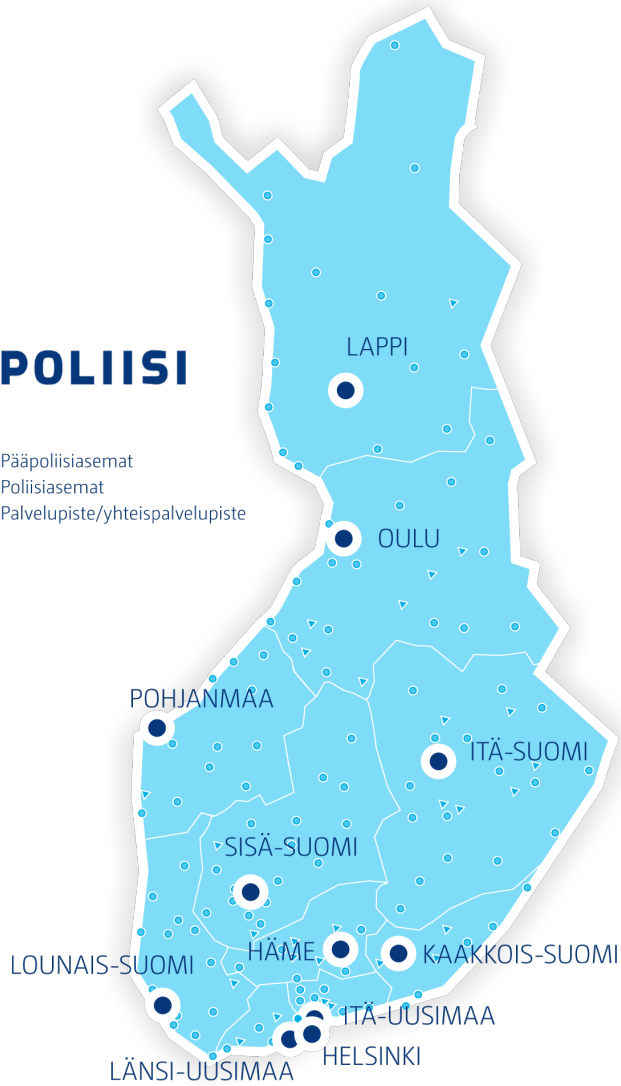 LAPPI
POLIISI
Pääpoliisiasemat
Poliisiasemat
Palvelupiste/yhteispalvelupiste
OULU
POHJANMAA
ITÄ-SUOMI
SISÄ-SUOMI
HÄME
KAAKKOIS-SUOMI
LOUNAIS-SUOMI
ITÄ-UUSIMAA
HELSINKI
LÄNSI-UUSIMAA